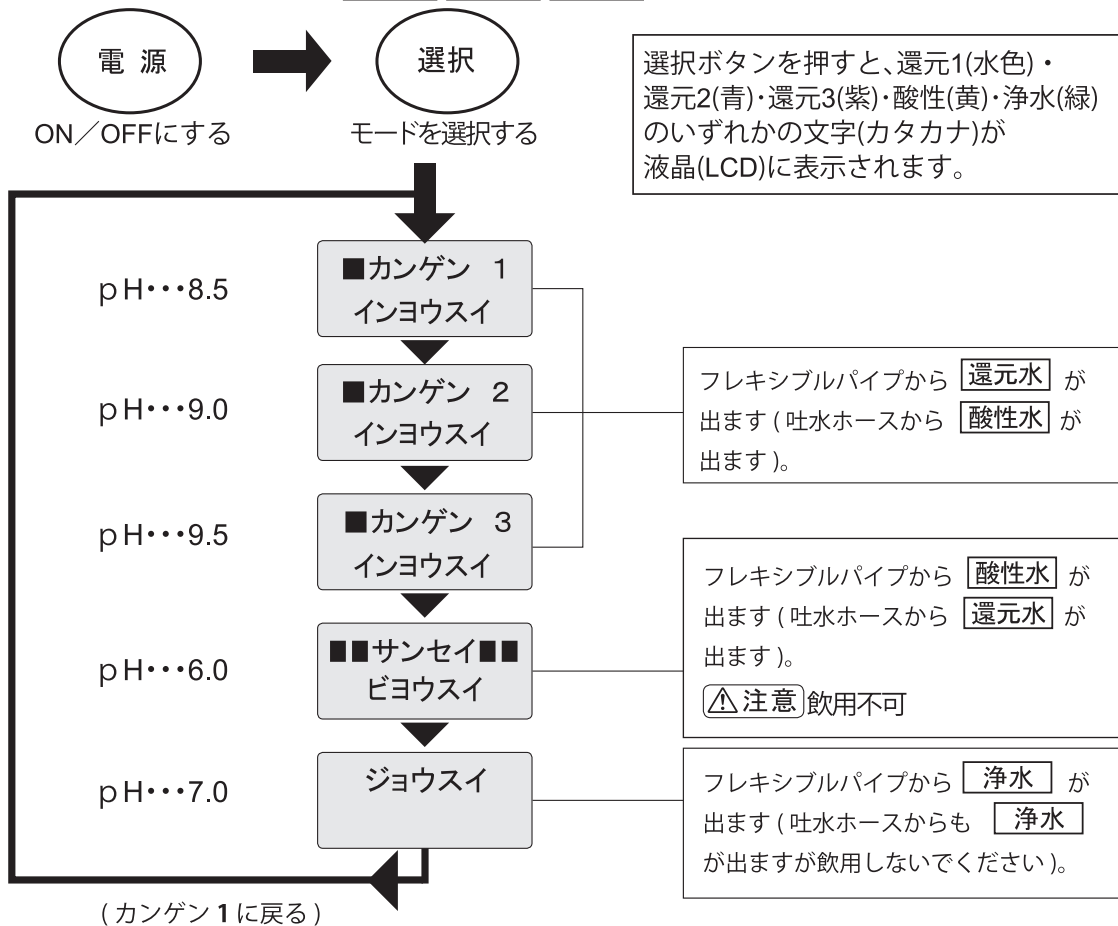 電 源
選択
ON／OFFにする
モードを選択する
選択ボタンを押すと、還元1(水色)・
還元2(青)・還元3(紫)・酸性(黄)・浄水(緑)
のいずれかの文字(カタカナ)が
液晶(LCD)に表示されます。
pH･･･8.5
■カンゲン 1
インヨウスイ
pH･･･9.0
■カンゲン 2
インヨウスイ
フレキシブルパイプから 還元水 が
出ます ( 吐水ホースから 酸性水 が
出ます )。
pH･･･9.5
■カンゲン 3
インヨウスイ
pH･･･6.0
■■サンセイ■■
ビヨウスイ
フレキシブルパイプから 酸性水 が
出ます ( 吐水ホースから 還元水 が
出ます )。
⚠注意 飲用不可
pH･･･7.0
ジョウスイ
フレキシブルパイプから 浄水 が
出ます ( 吐水ホースからも 浄水
が出ますが飲用しないでください )。
( カンゲン 1 に戻る )